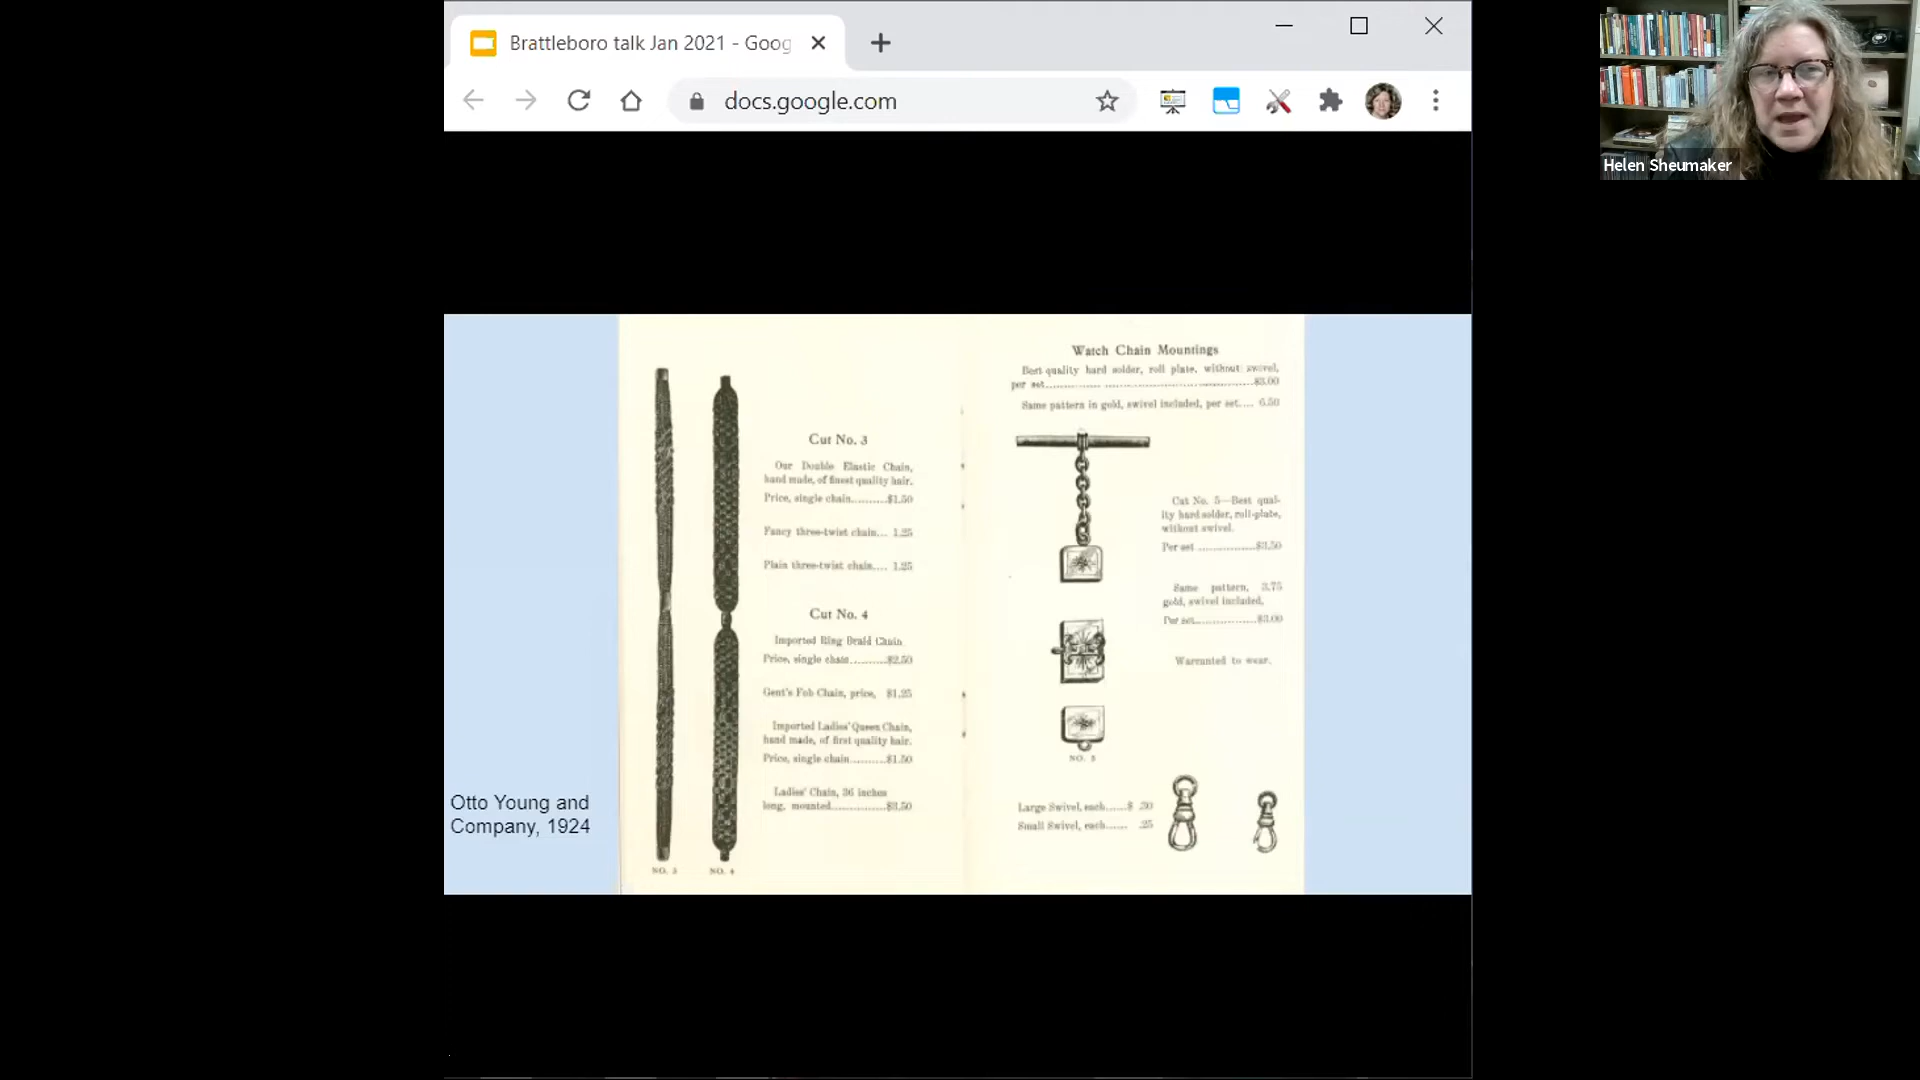 Brattleboro talk Jan 2021 - Goog
docs.google.com
Helen Sheumaker
Otto Young and
Company, 1924
NO. 3
NO. 4
Cut No. 3
Our Double Elastic Chain,
hand made, of finest quality hair.
Price, single chain..........$1.50
Fancy three-twist chain... 1.25
Plain three-twist chain.... 1.25
Cut No. 4
Imported Ring Braid Chain
Price, single chain..........$2.50
Gent's Fob Chain, price, $1.25
Imported Ladies' Queen Chain,
hand made, of first quality hair.
Price, single chain..........$1.50
Ladies' Chain, 36 inches
long, mounted...............$3.50
Watch Chain Mountings
Best quality hard solder, roll plate, without swivel,
per set............................................................$3.00
Same pattern in gold, swivel included, per set.... 6.50
Cut No. 5—Best qual-
ity hard solder, roll-plate,
without swivel.
Per set ...............$3.50
Same pattern, 3.75
gold, swivel included,
Per set................
Warranted to wear.
NO. 5
Large Swivel, each......$ .30
Small Swivel, each...... .25